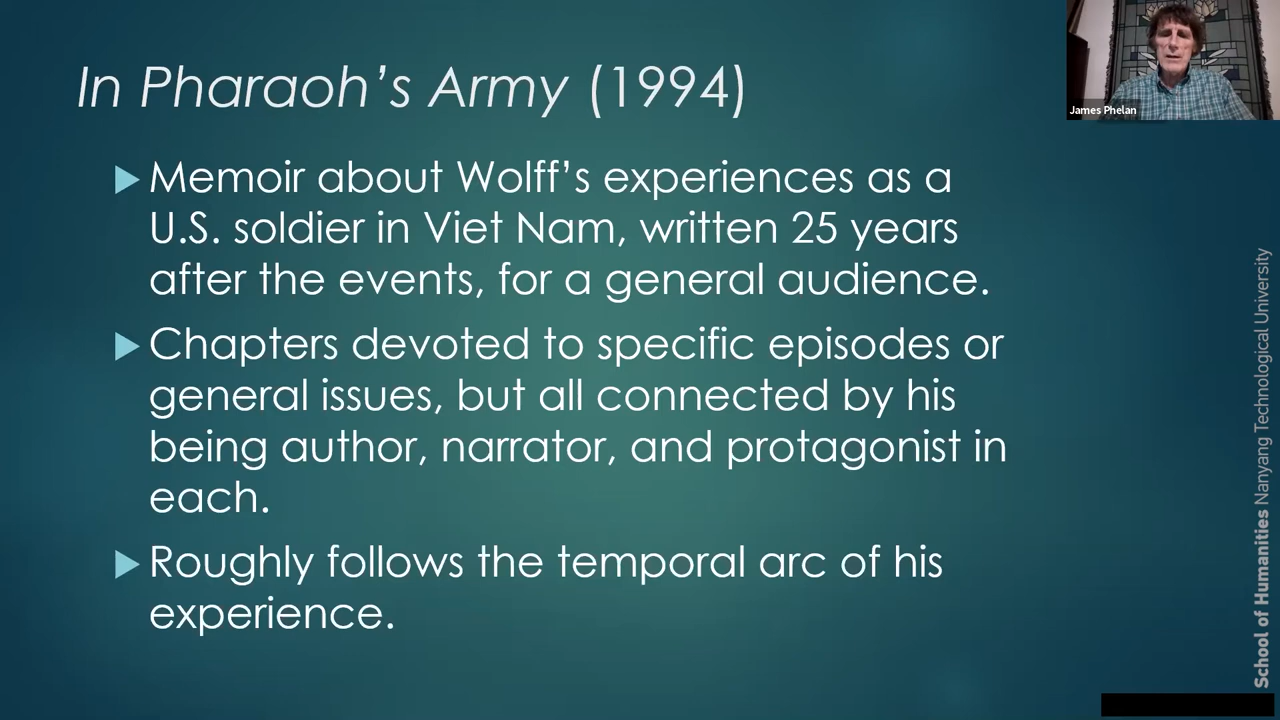 In Pharaoh's Army (1994)
Memoir about Wolff's experiences as a
U.S. soldier in Viet Nam, written 25 years
after the events, for a general audience.
Chapters devoted to specific episodes or
general issues, but all connected by his
being author, narrator, and protagonist in
each.
Roughly follows the temporal arc of his
experience.
James Phelan
School of Humanities Nanyang Technological University